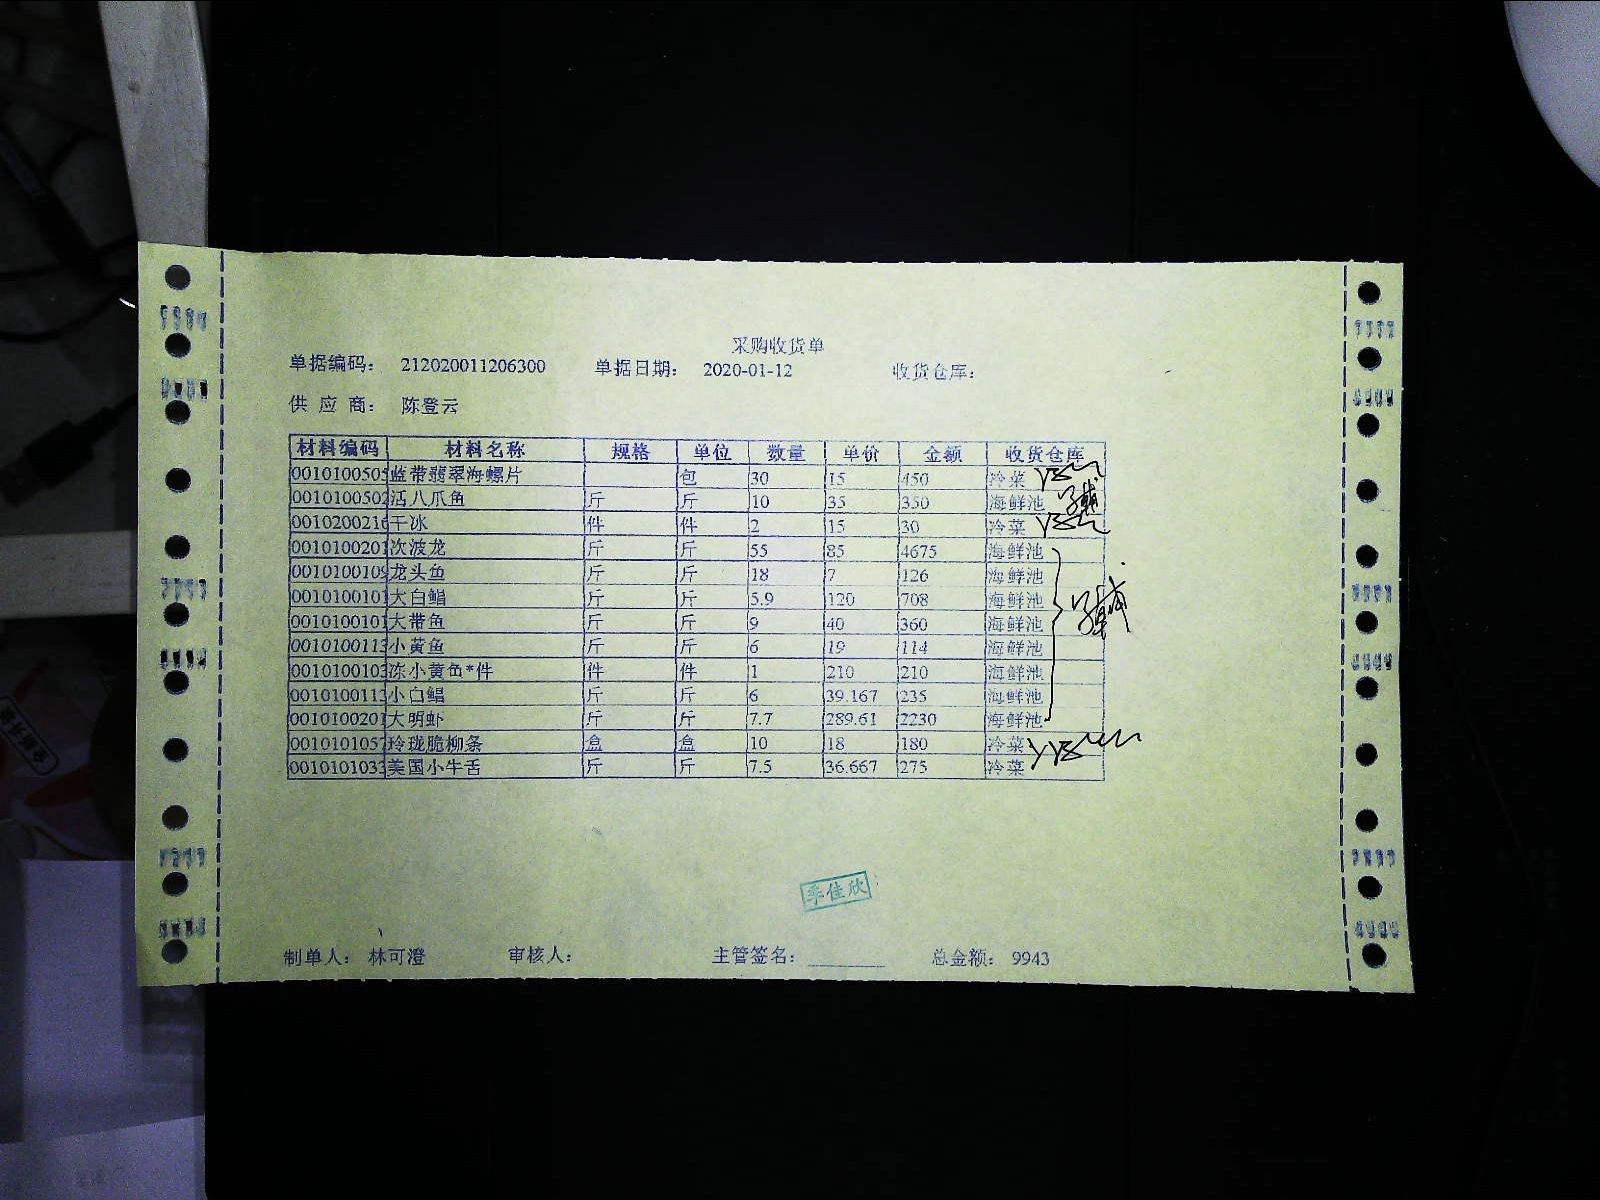 采购收货单
单据编码: 212020011206300 单据日期: 2020-01-12 收货仓库:
供 应 商: 陈登云
材料编码 材料名称 规格 单位 数量 单价 金额 收货仓库
0010100505 监带翡翠海螺片 包 30 15 450 冷菜
0010100502 活八爪鱼 斤 斤 10 35 350 海鲜池
0010200216 干冰 件 件 2 15 30 冷菜
0010100201 次波龙 斤 斤 55 85 4675 海鲜池
0010100109 龙头鱼 斤 斤 18 7 126 海鲜池
0010100101 大白鲳 斤 斤 5.9 120 708 海鲜池
0010100101 大带鱼 斤 斤 9 40 360 海鲜池
0010100113 小黄鱼 斤 斤 6 19 114 海鲜池
0010100103 冻小黄鱼*件 件 件 1 210 210 海鲜池
0010100113 小白鲳 斤 斤 6 39.167 235 海鲜池
0010100201 大明虾 斤 斤 7.7 289.61 2230 海鲜池
0010101057 玲珑脆柳条 盒 盒 10 18 180 冷菜
0010101033 美国小牛舌 斤 斤 7.5 36.667 275 冷菜
季佳欣
制单人: 林可澄 审核人: 主管签名: 总金额: 9943